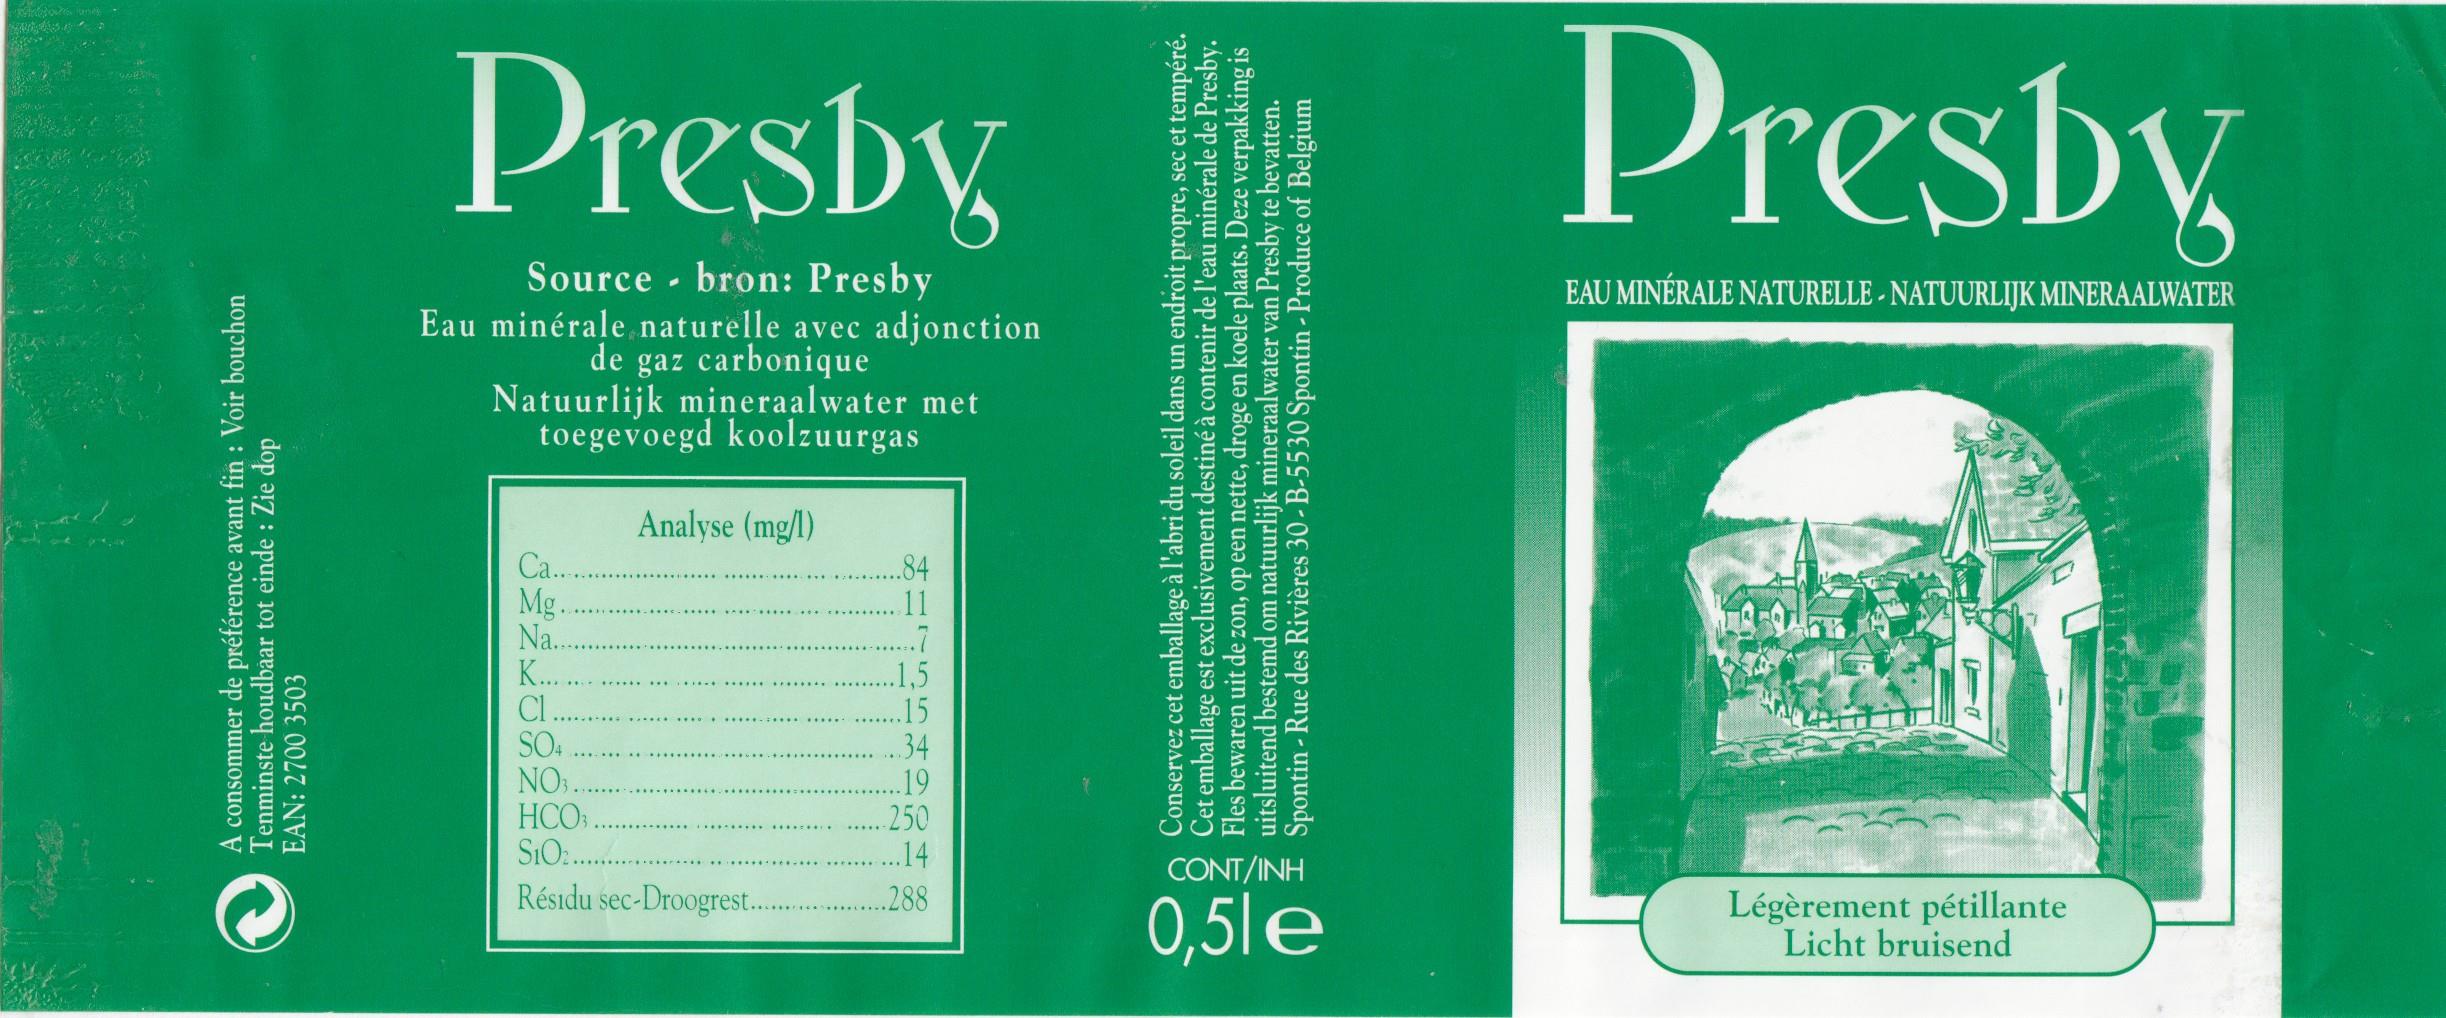 A consommer de préférence avant fin : Voir bouchon
Tenminste houdbaar tot einde : Zie dop
EAN: 2700 3503
Presby
Source - bron: Presby
Eau minérale naturelle avec adjonction
de gaz carbonique
Natuurlijk mineraalwater met
toegevoegd koolzuurgas
Analyse (mg/l)
Ca........84
Mg........11
Na........7
K........1,5
Cl........15
SO₄........34
NO₃........19
HCO₃........250
SiO₂........14
Résidu sec-Droogrest........288
Conservez cet emballage à l'abri du soleil dans un endroit propre, sec et tempéré.
Cet emballage est exclusivement destiné à contenir de l'eau minérale de Presby.
Fles bewaren uit de zon, op een nette, droge en koele plaats. Deze verpakking is
uitsluitend bestemd om natuurlijk mineraalwater van Presby te bevatten.
Spontin - Rue des Rivières 30 - B-5530 Spontin - Produce of Belgium
CONT/INH
0,5l e
Presby
EAU MINÉRALE NATURELLE - NATUURLIJK MINERAALWATER
Légèrement pétillante
Licht bruisend